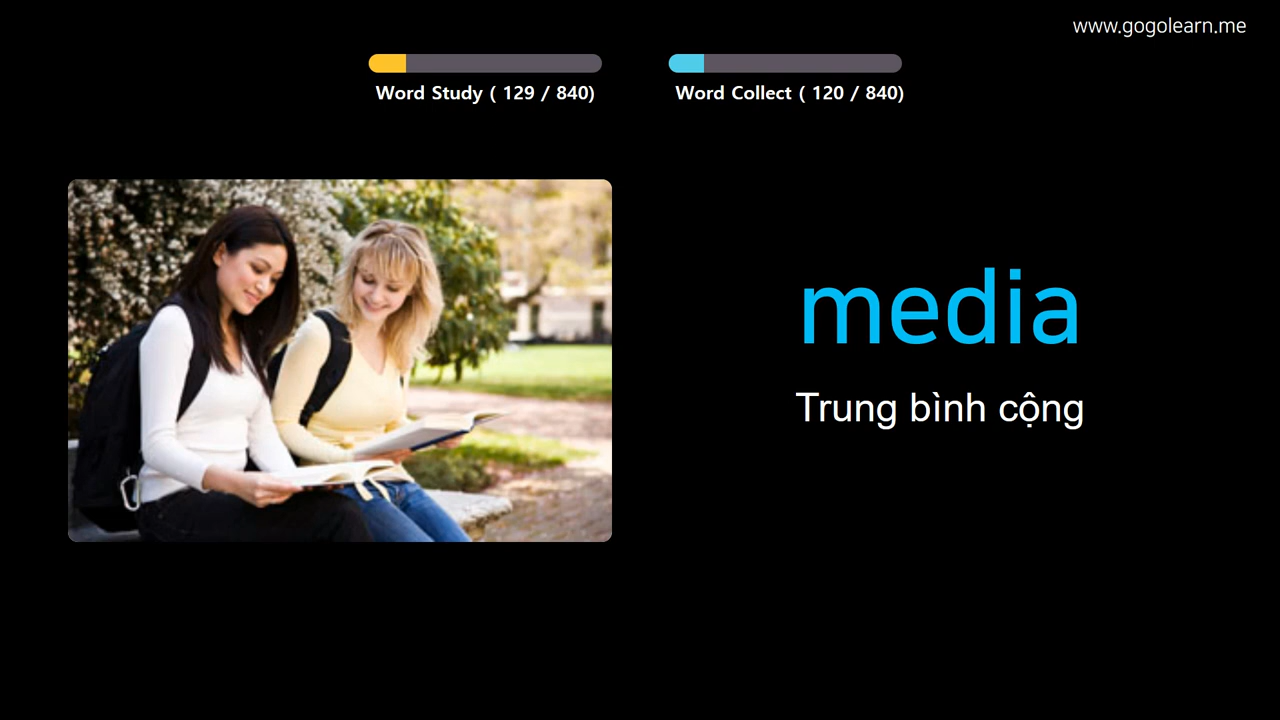 www.gogolearn.me
Word Study ( 129 / 840)
Word Collect ( 120 / 840)
media
Trung bình cộng